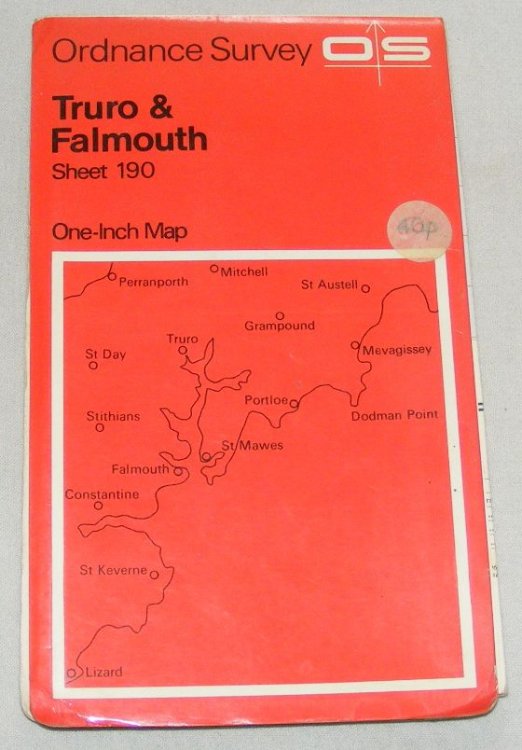 Ordnance Survey OS
Truro &
Falmouth
Sheet 190
One-Inch Map
60p
Perranporth
Mitchell
St Austell
Grampound
Truro
Mevagissey
St Day
Portloe
Dodman Point
Stithians
St Mawes
Falmouth
Constantine
St Keverne
Lizard